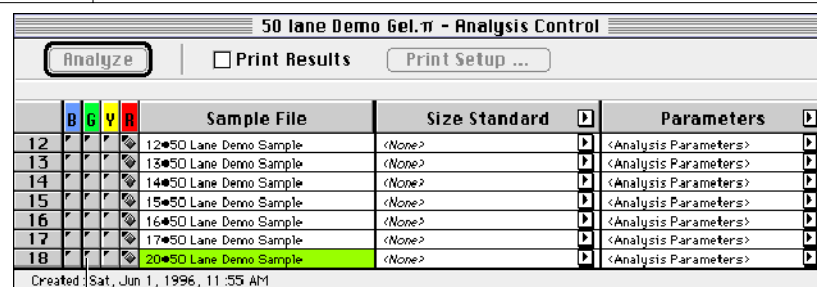 50 lane Demo Gel.π - Analysis Control
Analyze Print Results Print Setup ...
B G Y R Sample File Size Standard Parameters
12 12●50 Lane Demo Sample <None> <Analysis Parameters>
13 13●50 Lane Demo Sample <None> <Analysis Parameters>
14 14●50 Lane Demo Sample <None> <Analysis Parameters>
15 15●50 Lane Demo Sample <None> <Analysis Parameters>
16 16●50 Lane Demo Sample <None> <Analysis Parameters>
17 17●50 Lane Demo Sample <None> <Analysis Parameters>
18 20●50 Lane Demo Sample <None> <Analysis Parameters>
Created: Sat, Jun 1, 1996, 11:55 AM